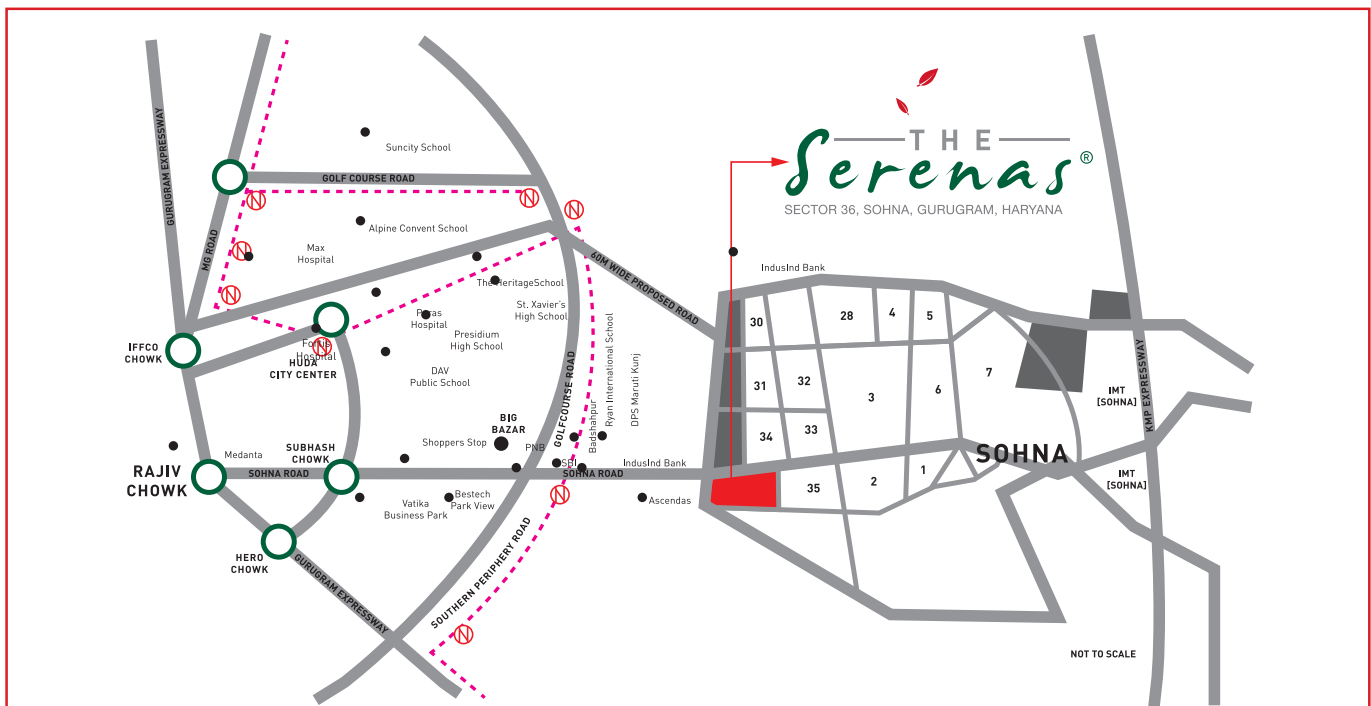 THE
Serenas®
SECTOR 36, SOHNA, GURUGRAM, HARYANA
GURUGRAM EXPRESSWAY
MG ROAD
Suncity School
GOLF COURSE ROAD
Alpine Convent School
Max
Hospital
60M WIDE PROPOSED ROAD
IndusInd Bank
The HeritageSchool
St. Xavier's
High School
Paras
Hospital
Presidium
High School
IFFCO
CHOWK
Fortis
Hospital
HUDA
CITY CENTER
DAV
Public School
GOLFCOURSE ROAD
Badshahpur
Ryan International School
DPS Maruti Kunj
BIG
BAZAR
Shoppers Stop
PNB
SBI
SUBHASH
CHOWK
Medanta
RAJIV
CHOWK
SOHNA ROAD
SOHNA ROAD
IndusInd Bank
Vatika
Business Park
Bestech
Park View
Ascendas
HERO
CHOWK
GURUGRAM EXPRESSWAY
SOUTHERN PERIPHERY ROAD
30
28
4
5
31
32
3
6
7
34
33
35
2
1
SOHNA
IMT
[SOHNA]
KMP EXPRESSWAY
IMT
[SOHNA]
NOT TO SCALE
N
N
N
N
N
N
N
N